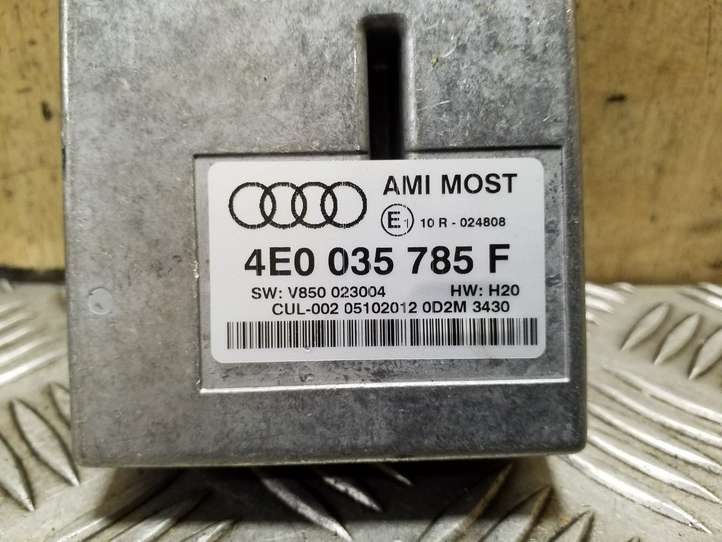 AMI MOST
E1 10 R - 024808
4E0 035 785 F
SW: V850 023004 HW: H20
CUL-002 05102012 0D2M 3430